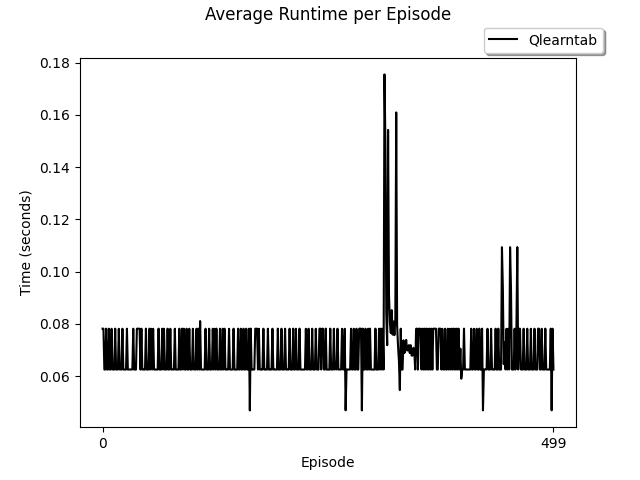 Average Runtime per Episode
Qlearntab
0.18
0.16
0.14
0.12
0.10
0.08
0.06
Time (seconds)
0
499
Episode